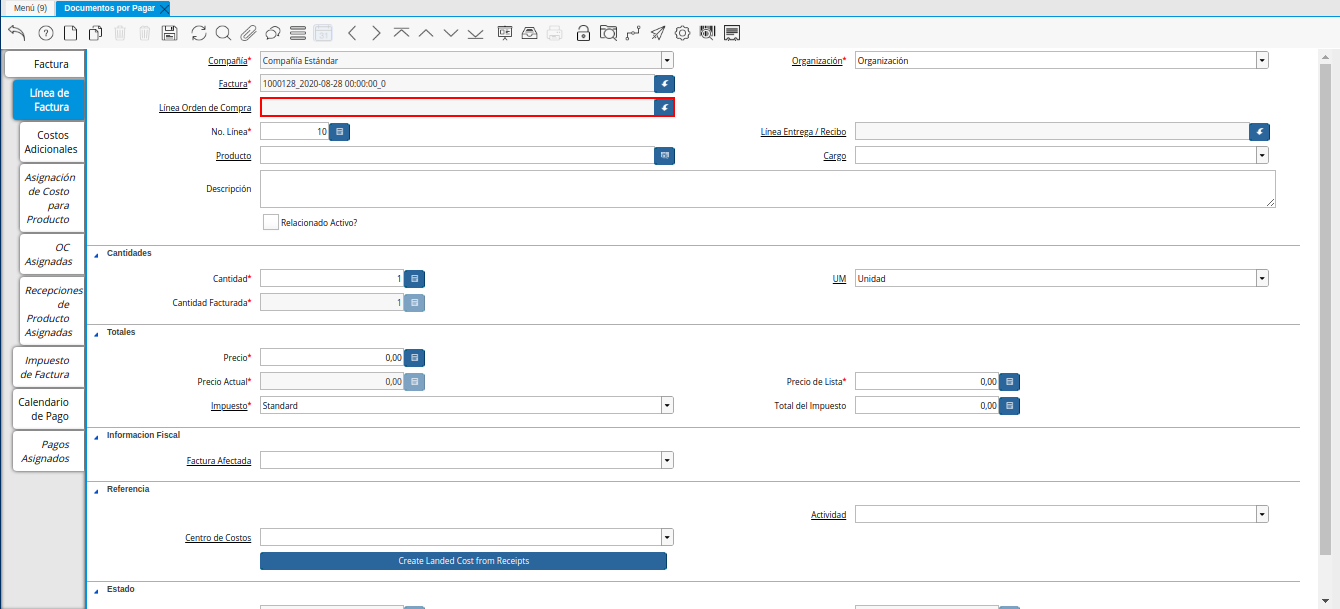 Menú (9)
Documentos por Pagar
Factura
Línea de
Factura
Costos
Adicionales
Asignación
de Costo
para
Producto
OC
Asignadas
Recepciones
de
Producto
Asignadas
Impuesto
de Factura
Calendario
de Pago
Pagos
Asignados
Compañía* Compañía Estándar
Organización* Organización
Factura* 1000128_2020-08-28 00:00:00_0
Línea Orden de Compra
No. Línea* 10
Línea Entrega / Recibo
Producto
Cargo
Descripción
Relacionado Activo?
Cantidades
Cantidad* 1
UM Unidad
Cantidad Facturada* 1
Totales
Precio* 0,00
Precio Actual* 0,00
Precio de Lista* 0,00
Impuesto* Standard
Total del Impuesto 0,00
Informacion Fiscal
Factura Afectada
Referencia
Actividad
Centro de Costos
Create Landed Cost from Receipts
Estado